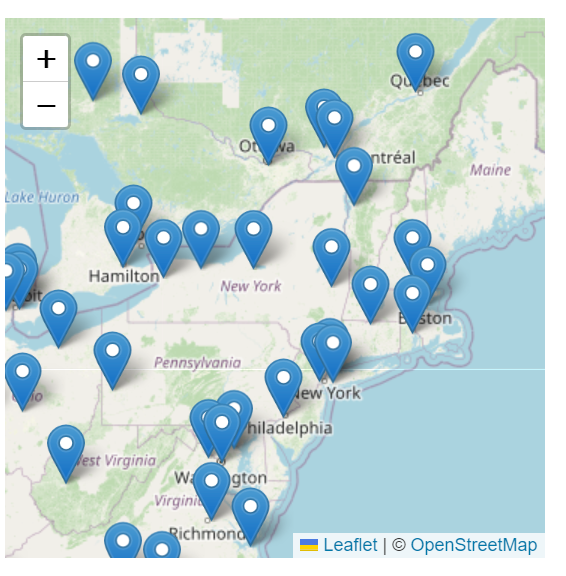 +
−
Québec
Ottawa
Montréal
Maine
Lake Huron
Hamilton
New York
Boston
Pennsylvania
New York
Philadelphia
West Virginia
Washington
Virginia
Richmond
Leaflet | © OpenStreetMap